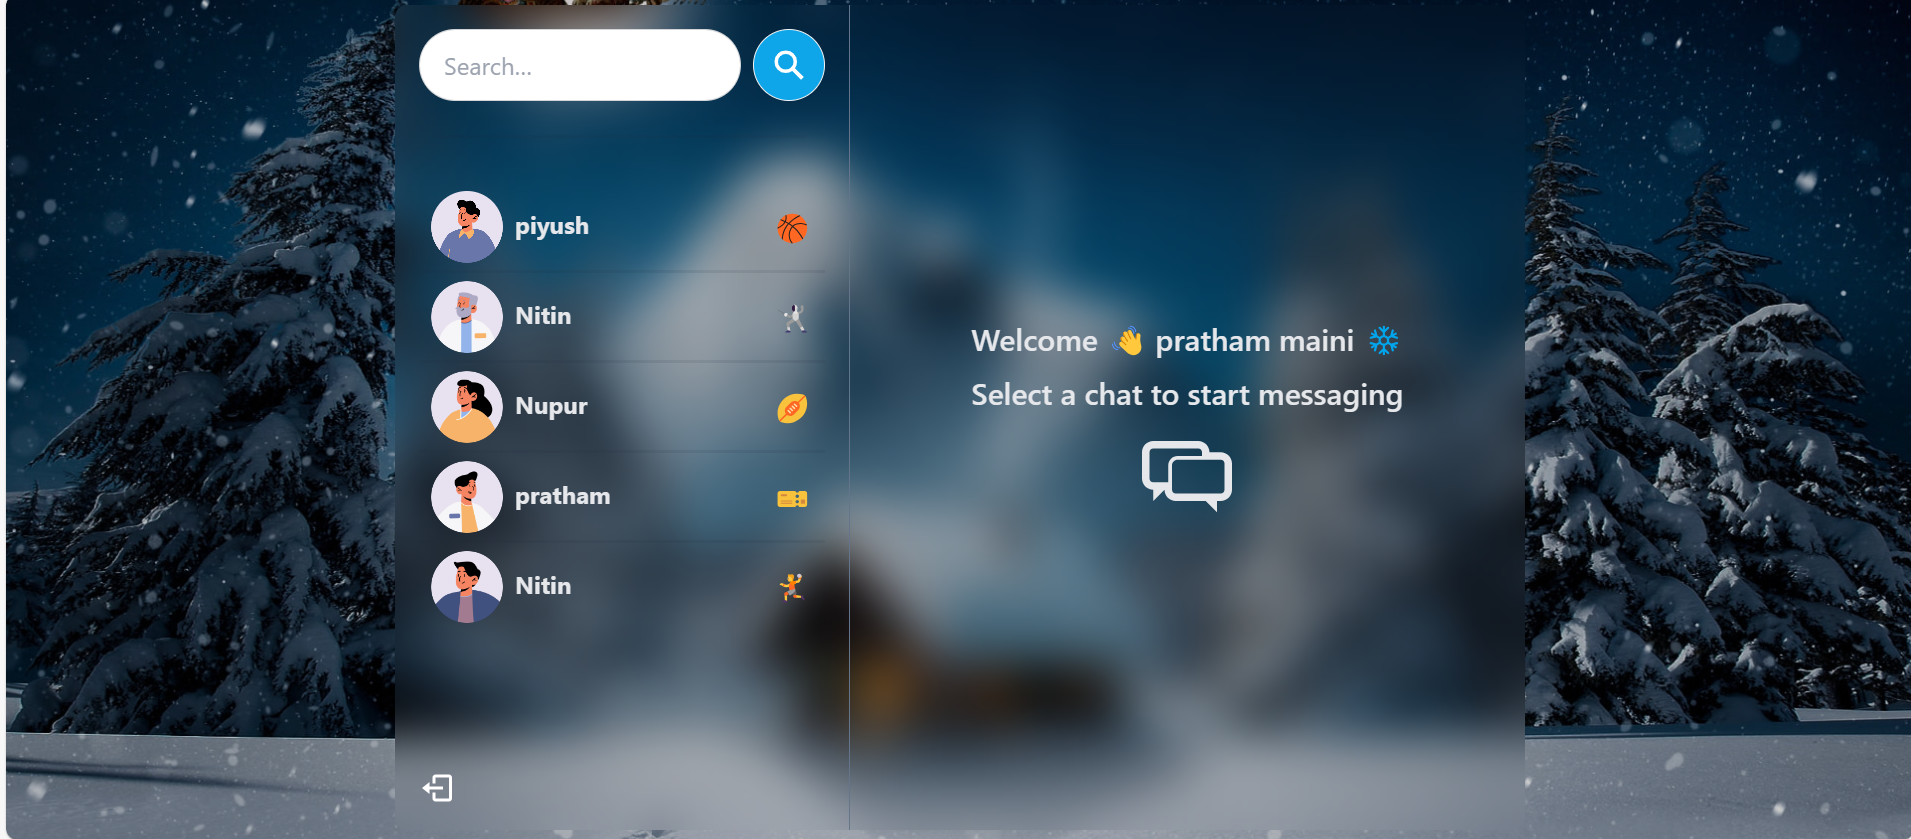 Search...
piyush
Nitin
Nupur
pratham
Nitin
Welcome 👋 pratham maini ❄
Select a chat to start messaging